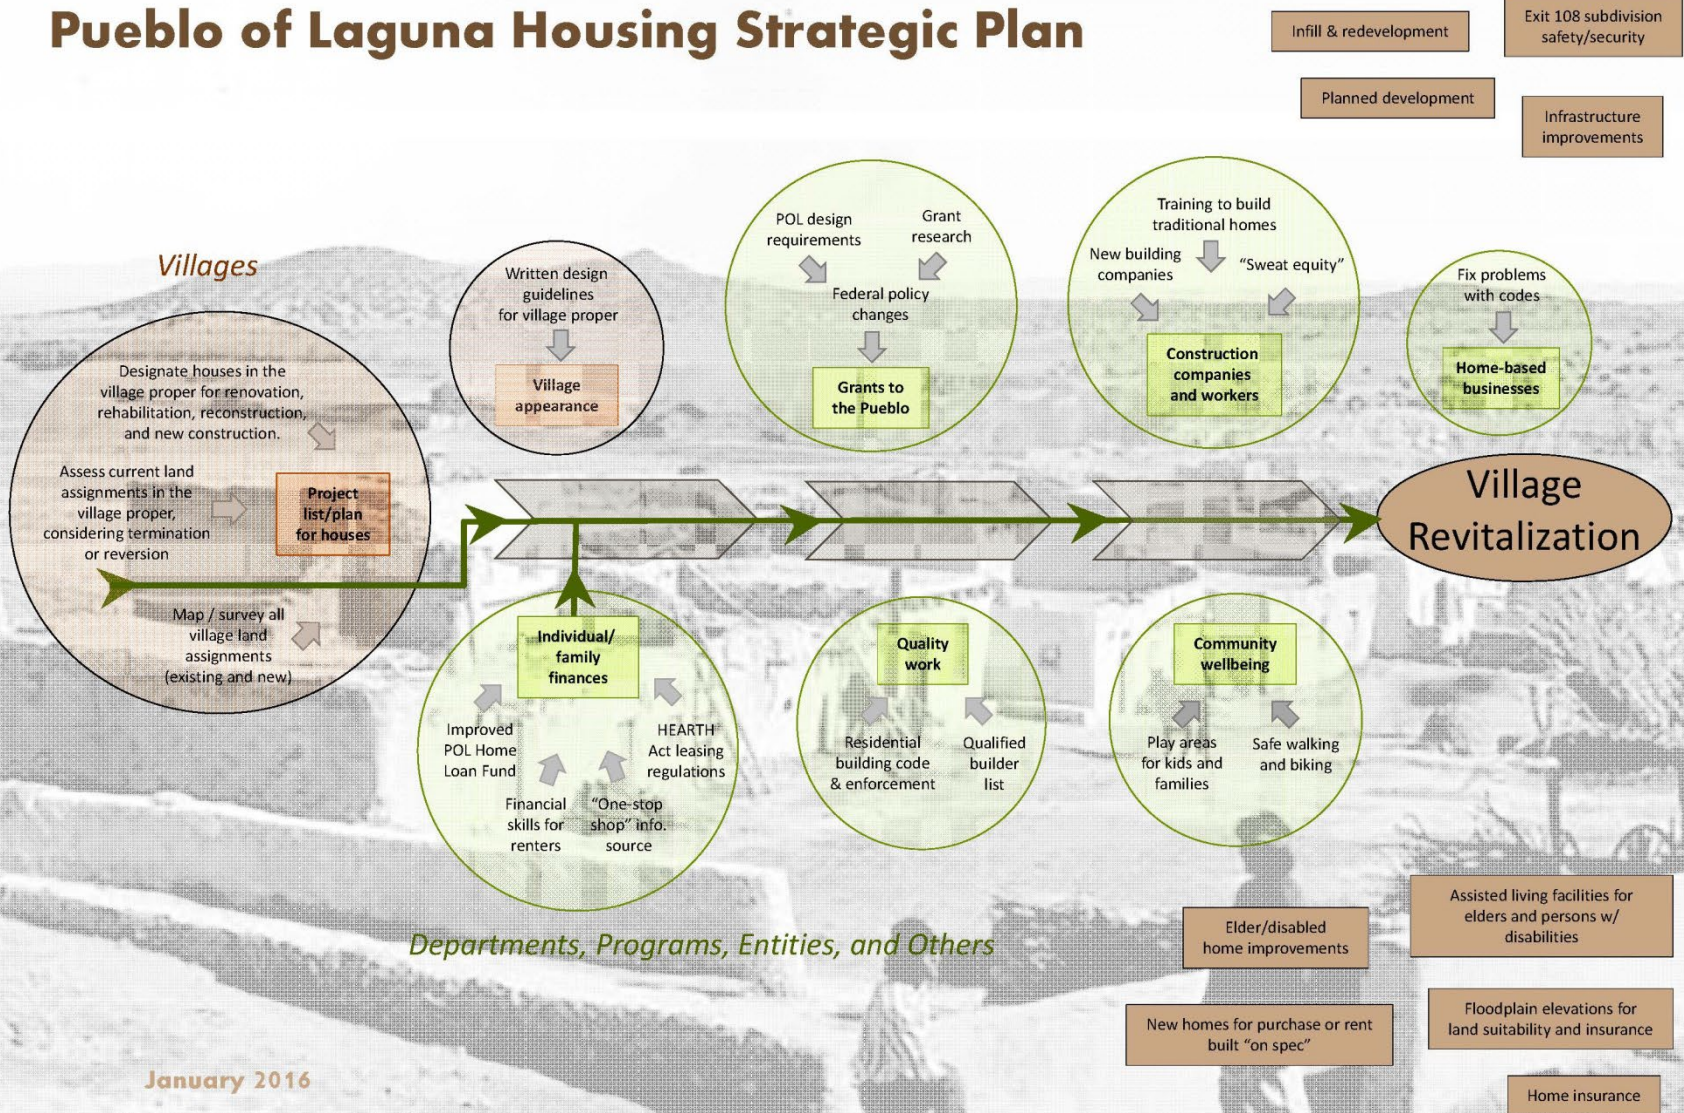 Pueblo of Laguna Housing Strategic Plan
Infill & redevelopment
Exit 108 subdivision
safety/security
Planned development
Infrastructure
improvements
Villages
Designate houses in the
village proper for renovation,
rehabilitation, reconstruction,
and new construction.
Assess current land
assignments in the
village proper,
considering termination
or reversion
Project
list/plan
for houses
Map / survey all
village land
assignments
(existing and new)
Written design
guidelines
for village proper
Village
appearance
POL design
requirements
Grant
research
Federal policy
changes
Grants to
the Pueblo
Training to build
traditional homes
New building
companies
“Sweat equity”
Construction
companies
and workers
Fix problems
with codes
Home-based
businesses
Village
Revitalization
Individual/
family
finances
Improved
POL Home
Loan Fund
Financial
skills for
renters
“One-stop
shop” info.
source
HEARTH
Act leasing
regulations
Quality
work
Residential
building code
& enforcement
Qualified
builder
list
Community
wellbeing
Play areas
for kids and
families
Safe walking
and biking
Departments, Programs, Entities, and Others
Elder/disabled
home improvements
Assisted living facilities for
elders and persons w/
disabilities
New homes for purchase or rent
built “on spec”
Floodplain elevations for
land suitability and insurance
Home insurance
January 2016